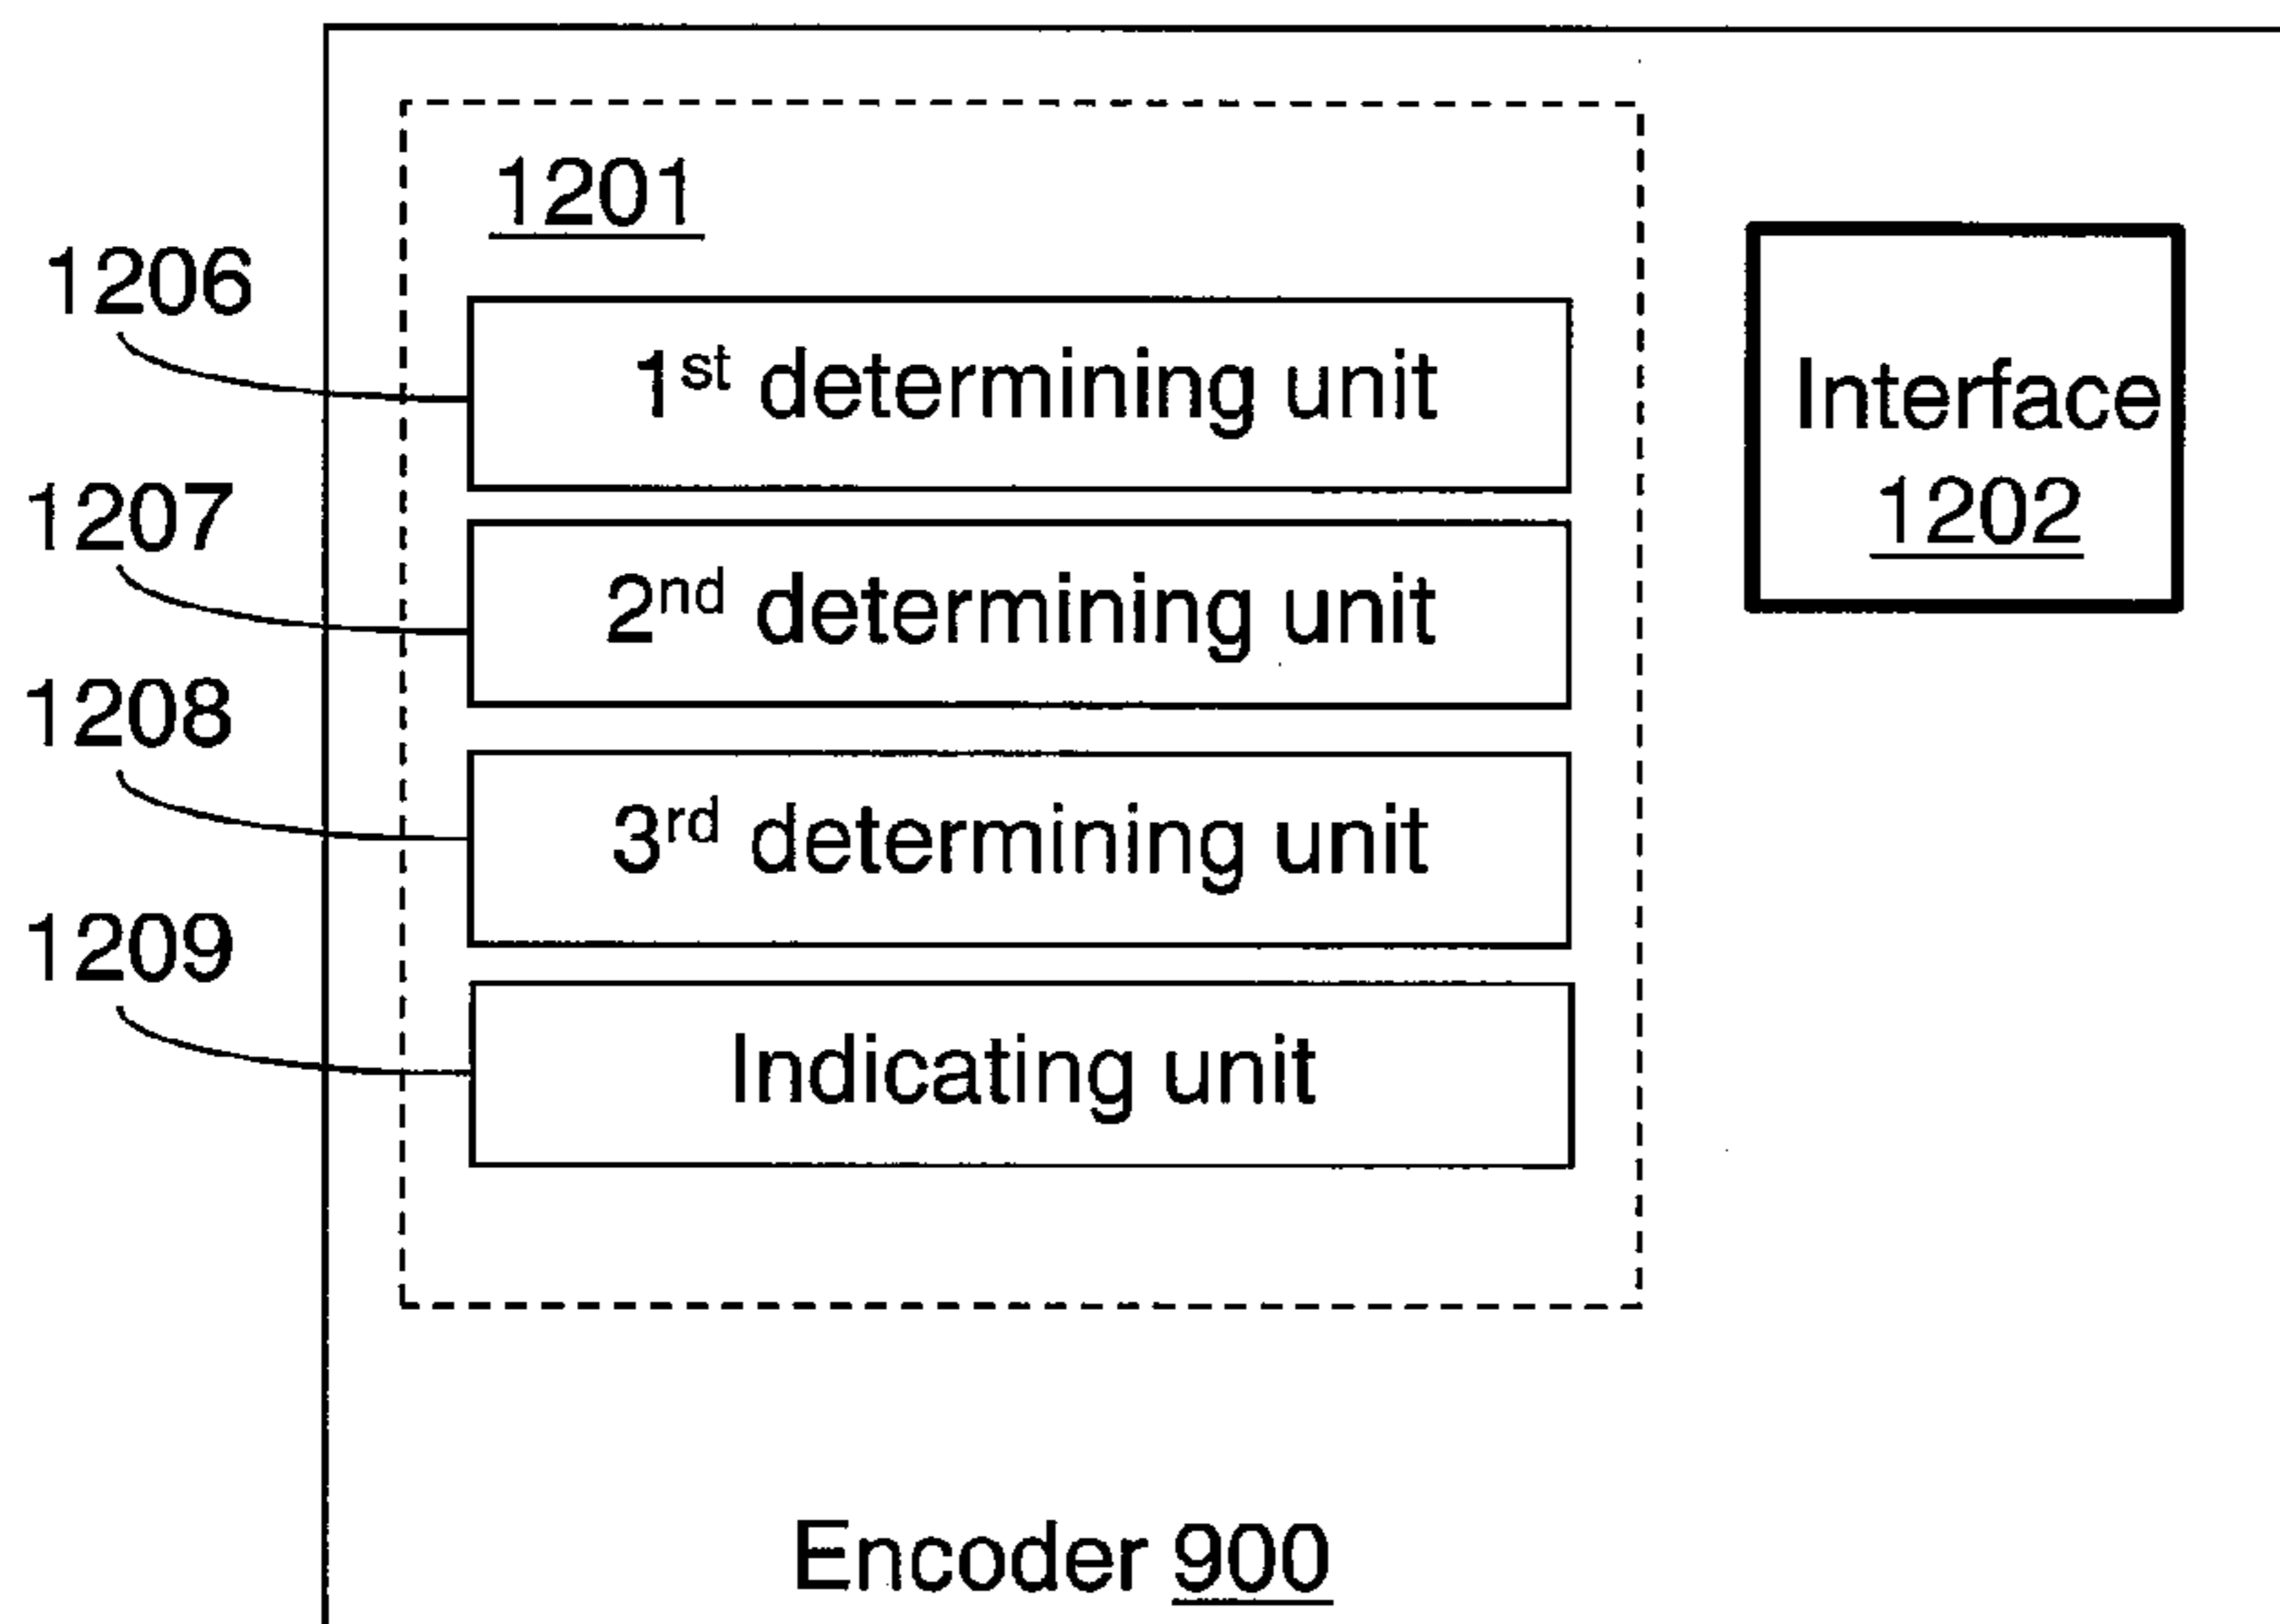 1201
1206
1st determining unit
Interface
1202
1207
2nd determining unit
1208
3rd determining unit
1209
Indicating unit
Encoder 900